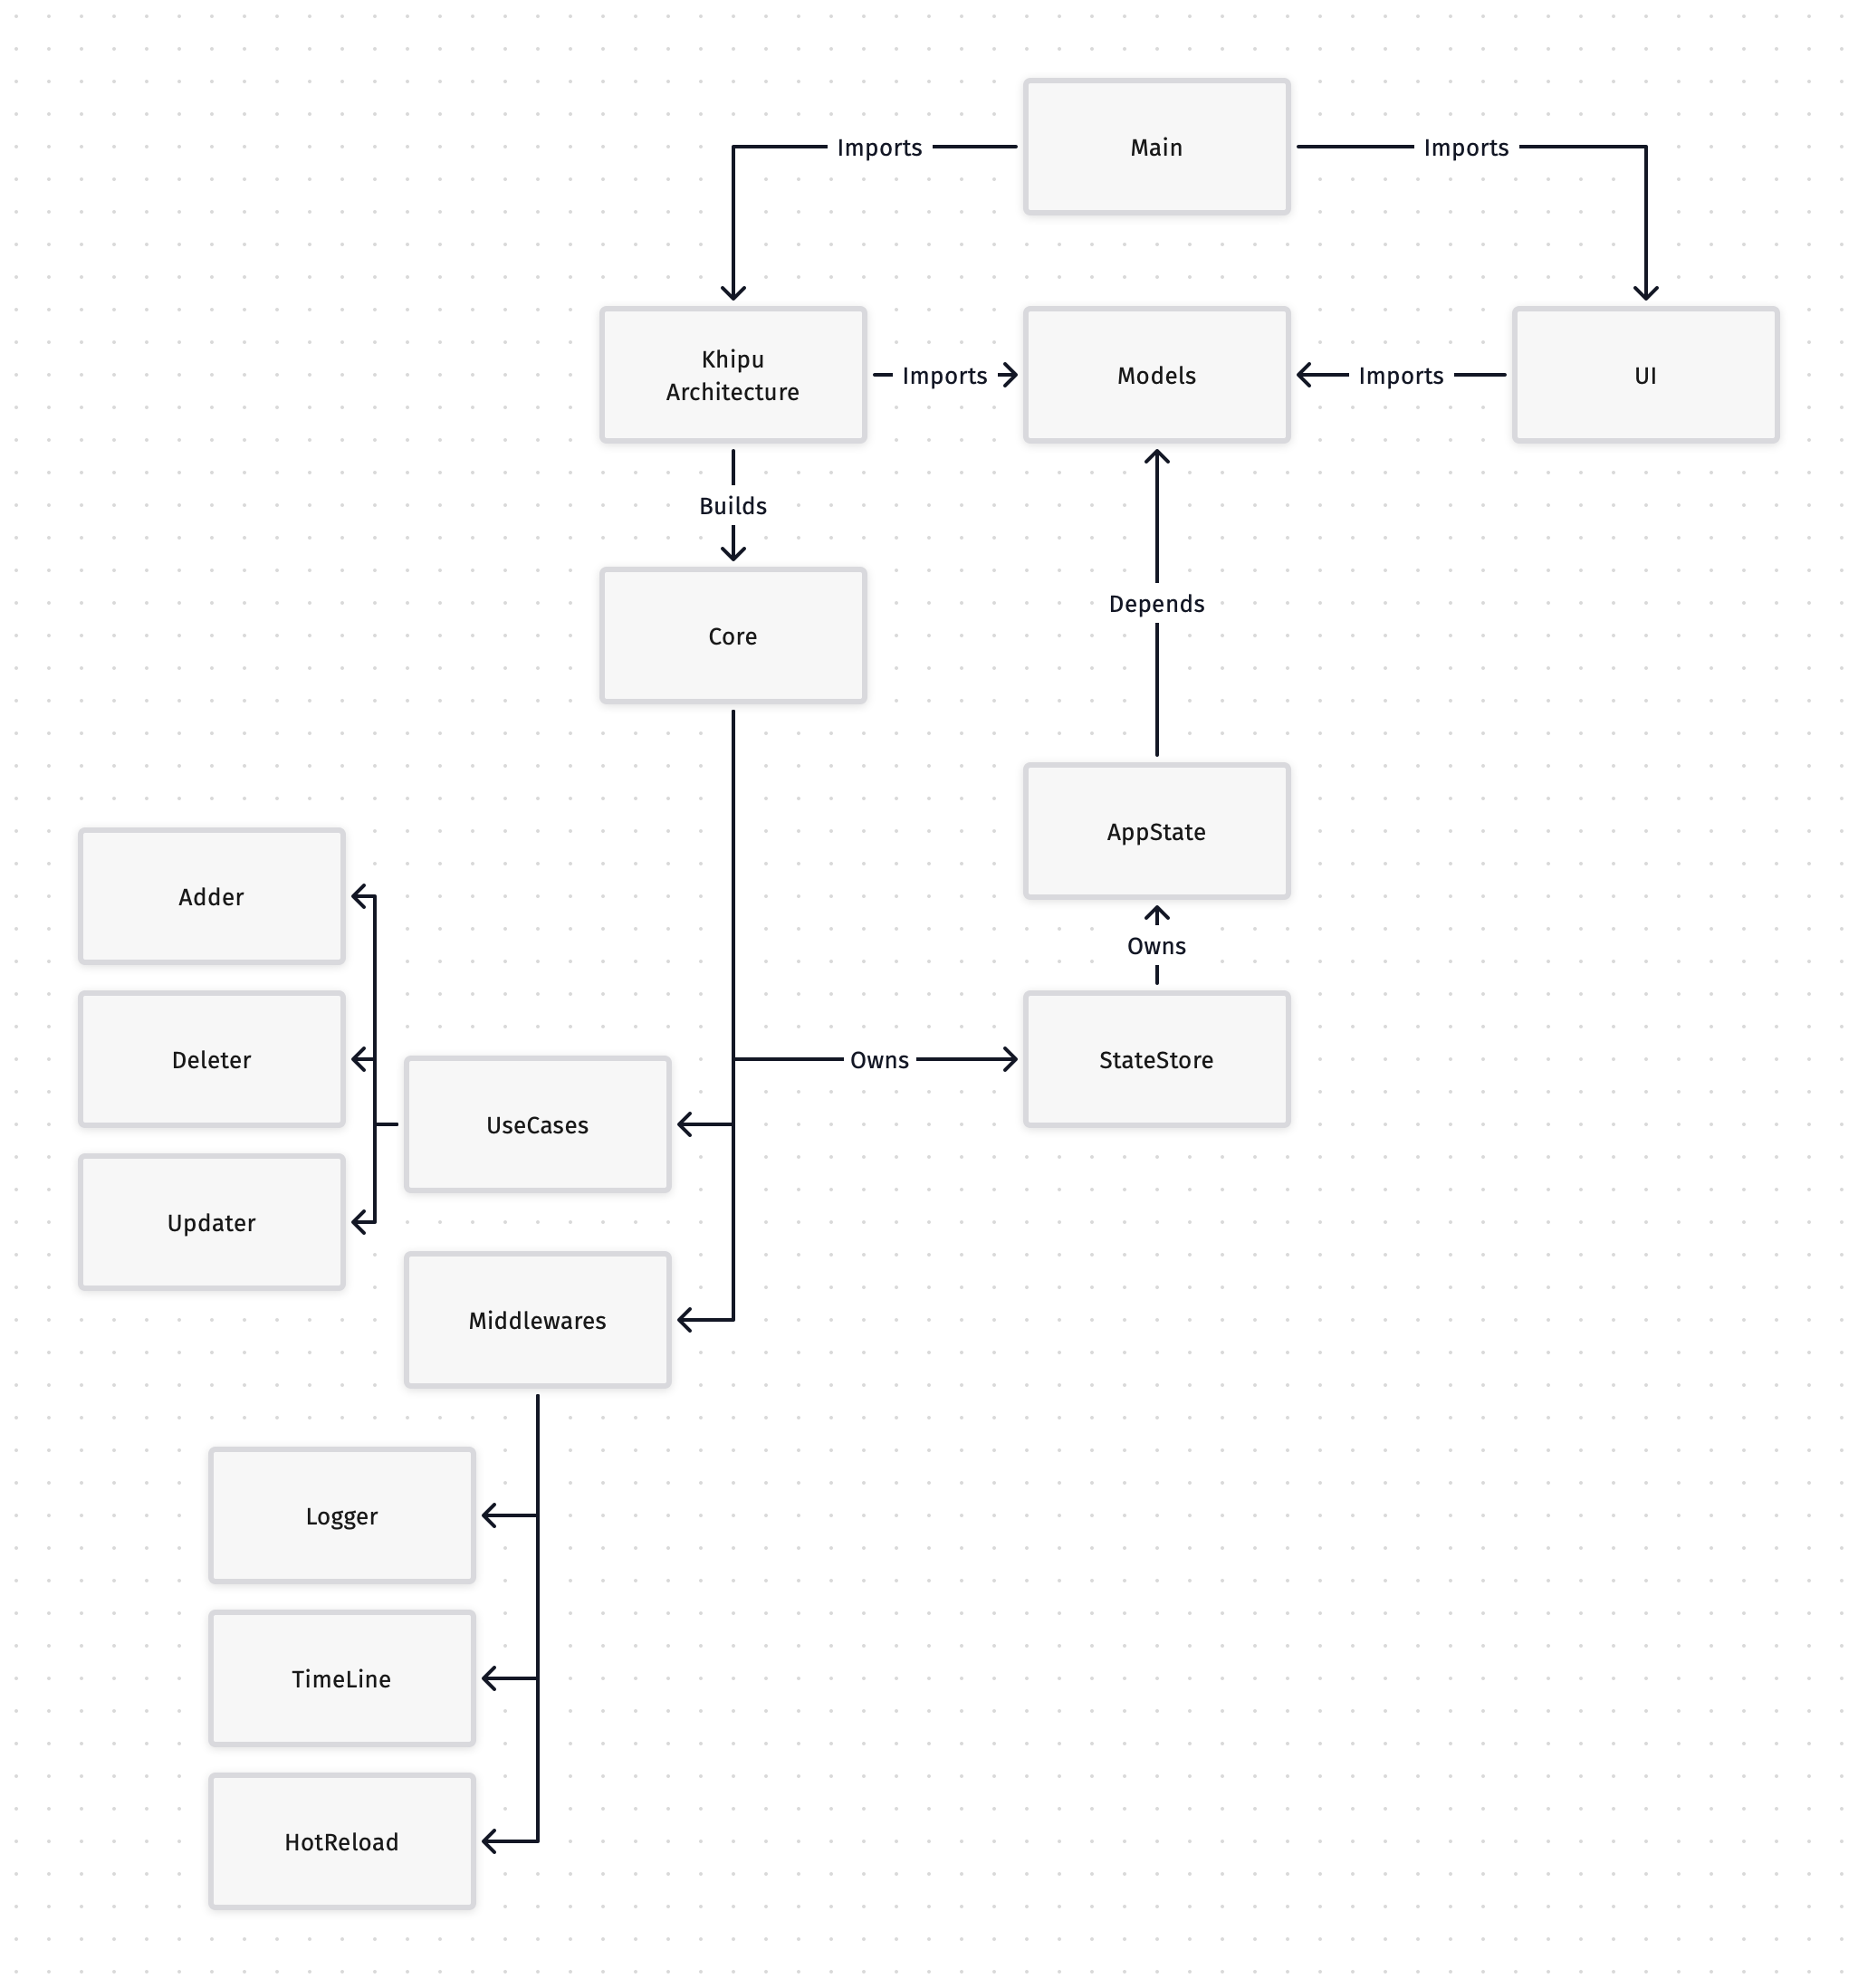 Main
Imports
Imports
Khipu
Architecture
Imports
Models
Imports
UI
Builds
Depends
Core
AppState
Adder
Owns
Deleter
Owns
StateStore
UseCases
Updater
Middlewares
Logger
TimeLine
HotReload